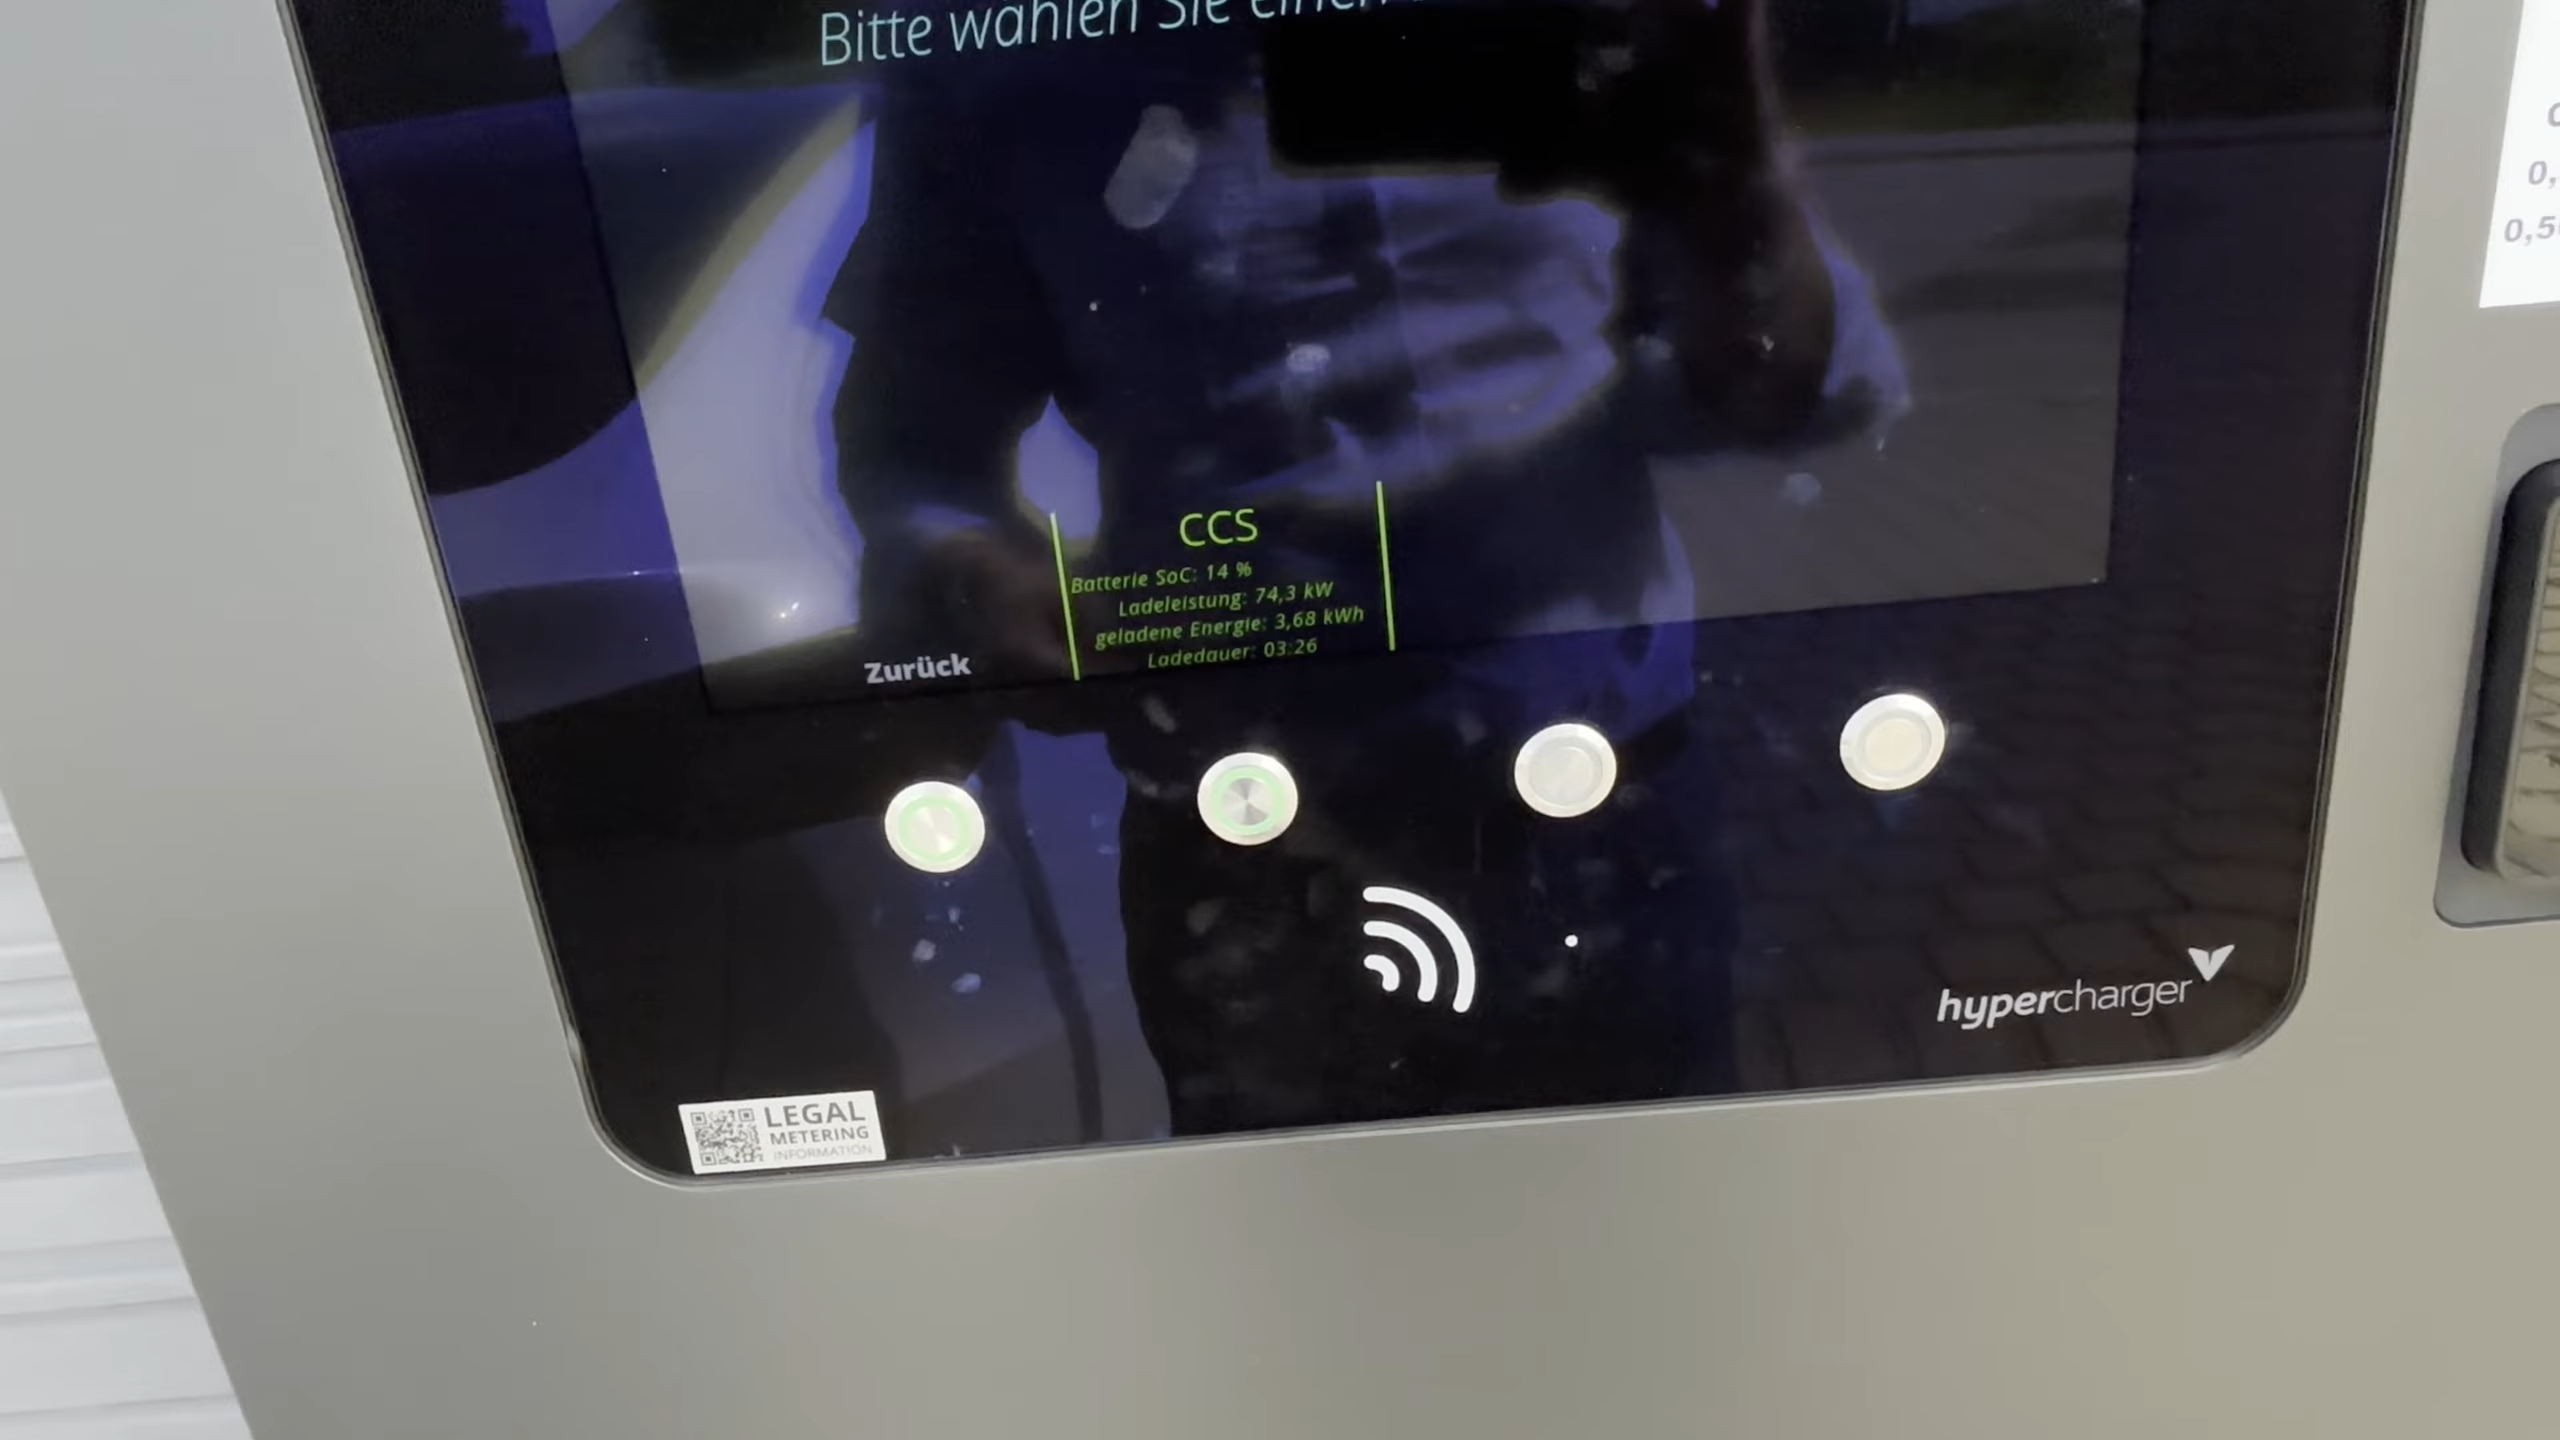 Bitte wählen Sie einen
CCS
Batterie SoC: 14 %
Ladeleistung: 74,3 kW
geladene Energie: 3,68 kWh
Ladedauer: 03:26
Zurück
hypercharger
LEGAL
METERING
INFORMATION